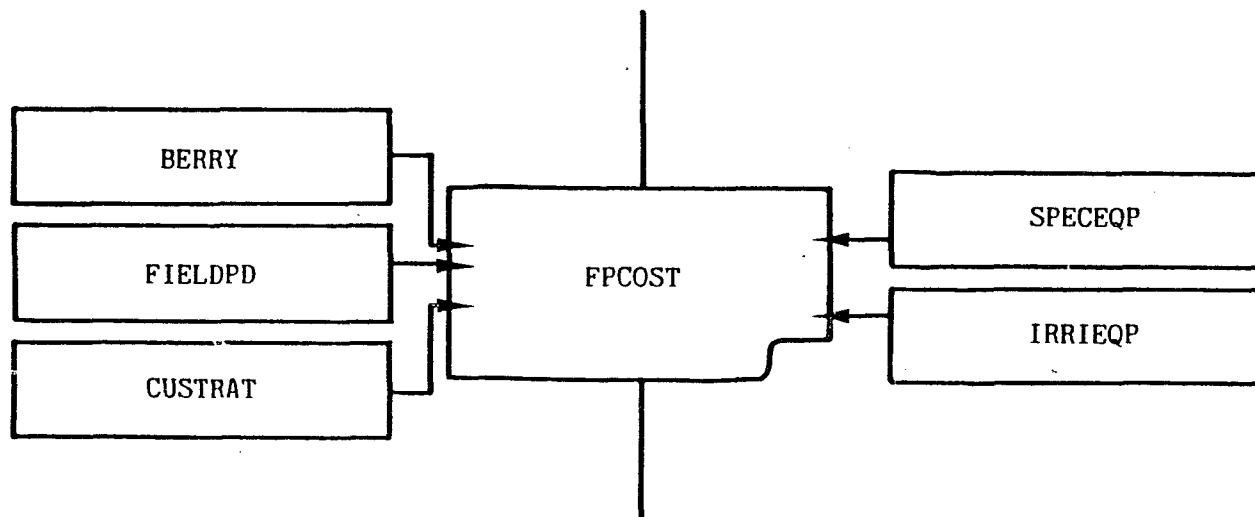 BERRY
FIELDPD
CUSTRAT
FPCOST
SPECEQP
IRRIEQP